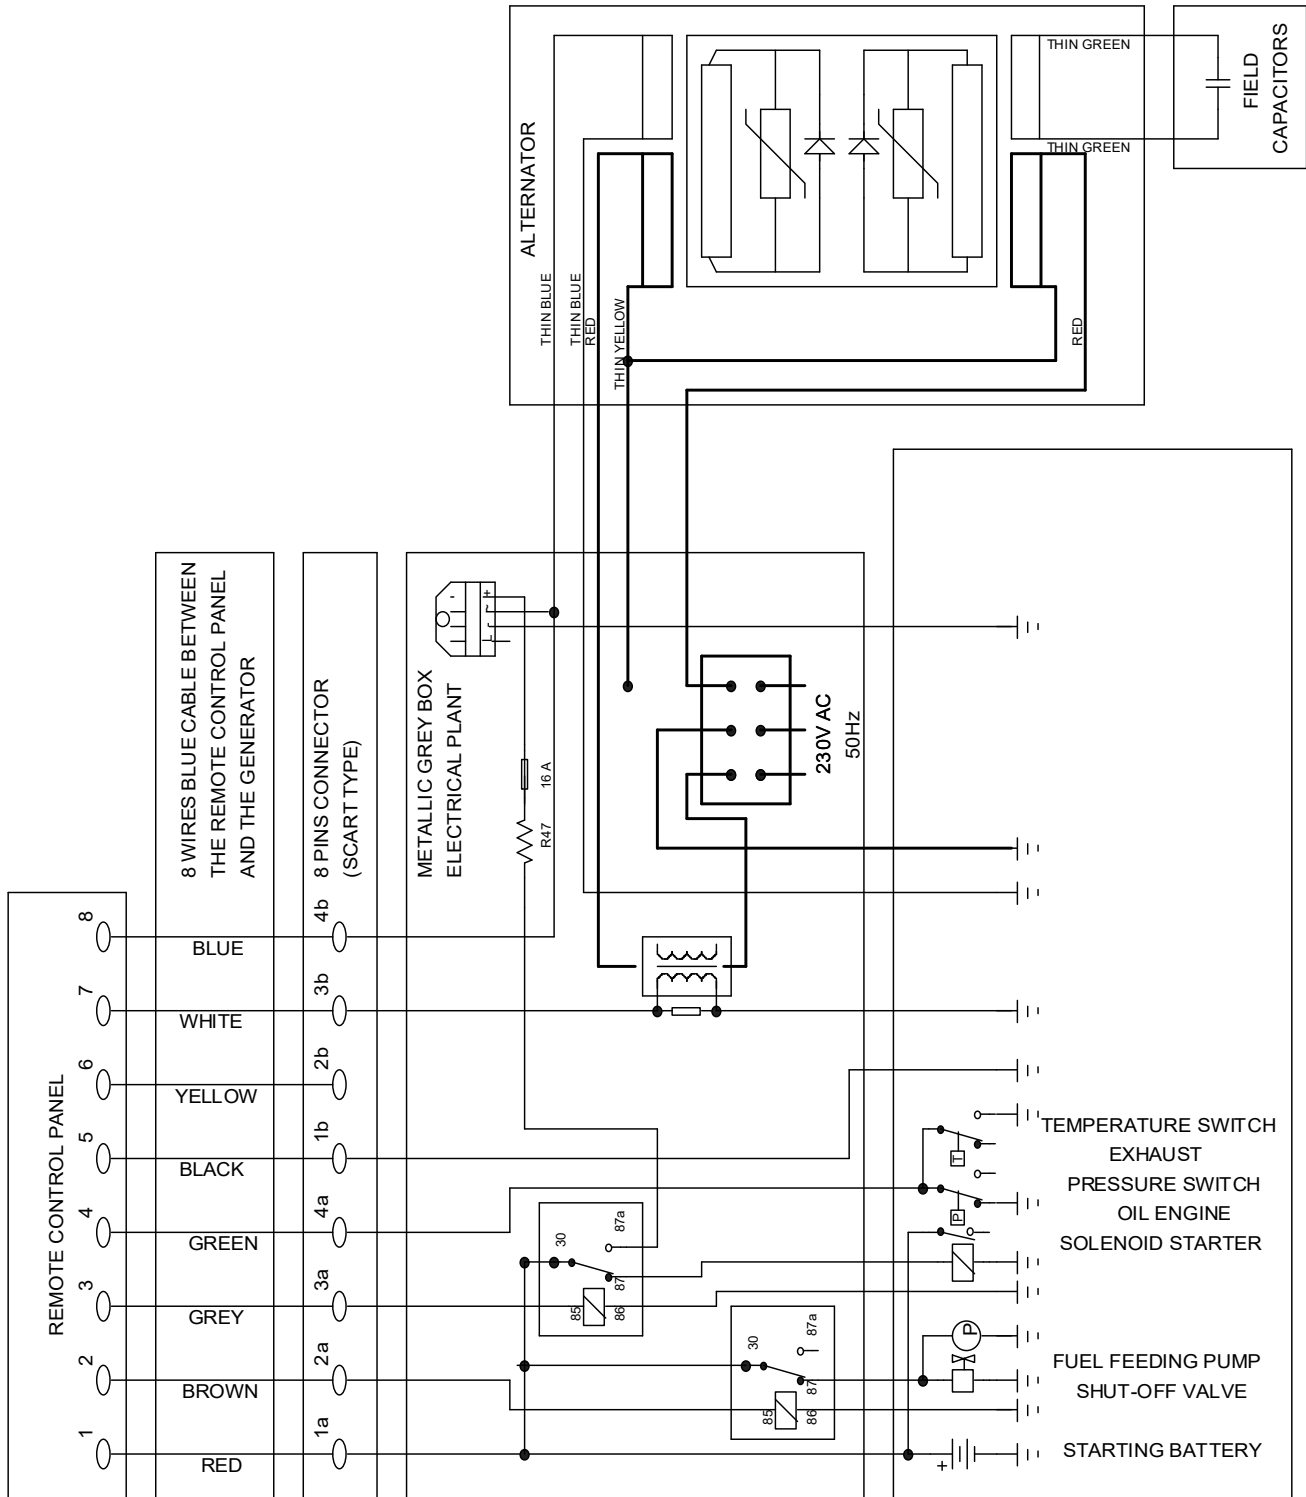 THIN GREEN
THIN GREEN
FIELD
CAPACITORS
ALTERNATOR
THIN BLUE
THIN BLUE
RED
THIN YELLOW
RED
8 WIRES BLUE CABLE BETWEEN
THE REMOTE CONTROL PANEL
AND THE GENERATOR
8 PINS CONNECTOR
(SCART TYPE)
METALLIC GREY BOX
ELECTRICAL PLANT
- + ~
16 A
R47
230V AC
50Hz
REMOTE CONTROL PANEL
8 BLUE 4b
7 WHITE 3b
6 YELLOW 2b
5 BLACK 1b
4 GREEN 4a
3 GREY 3a
2 BROWN 2a
1 RED 1a
30 87a
87
85 86
30 87a
87
85 86
T
TEMPERATURE SWITCH
EXHAUST
P
PRESSURE SWITCH
OIL ENGINE
SOLENOID STARTER
P
FUEL FEEDING PUMP
SHUT-OFF VALVE
+
STARTING BATTERY